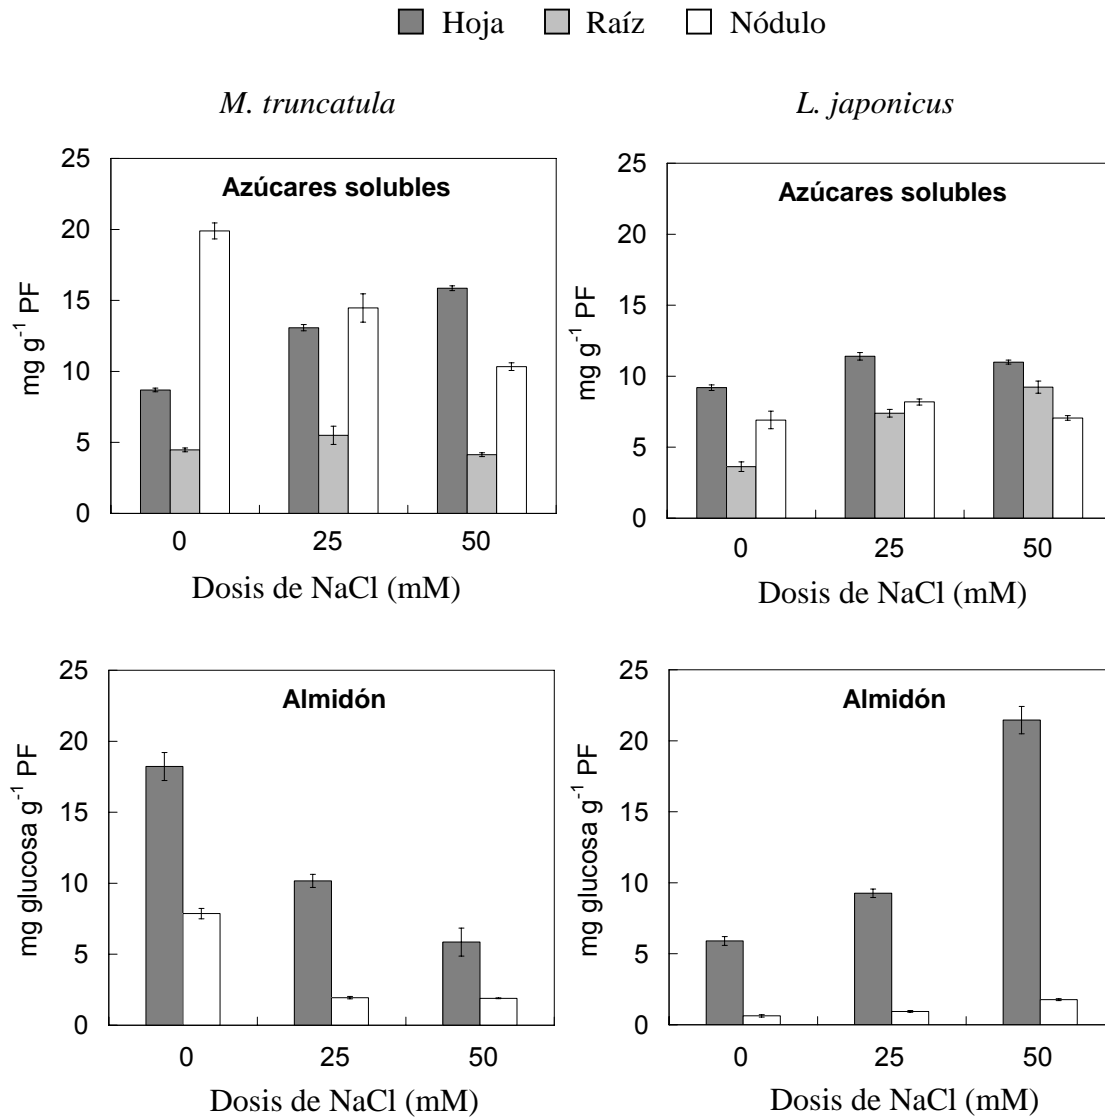 Hoja Raíz Nódulo
M. truncatula
L. japonicus
Azúcares solubles
25
20
15
10
5
0
mg g-1 PF
0 25 50
Dosis de NaCl (mM)
Azúcares solubles
25
20
15
10
5
0
mg g-1 PF
0 25 50
Dosis de NaCl (mM)
Almidón
25
20
15
10
5
0
mg glucosa g-1 PF
0 25 50
Dosis de NaCl (mM)
Almidón
25
20
15
10
5
0
mg glucosa g-1 PF
0 25 50
Dosis de NaCl (mM)